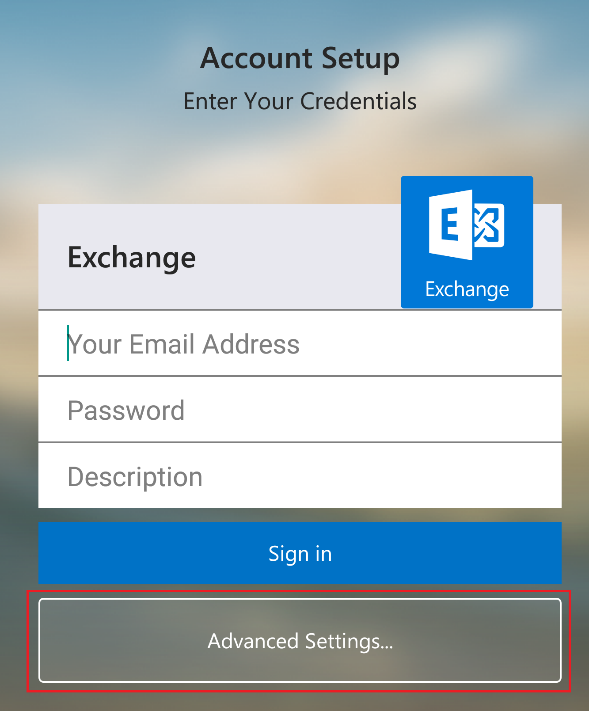 Account Setup
Enter Your Credentials
Exchange
E
Exchange
Your Email Address
Password
Description
Sign in
Advanced Settings...